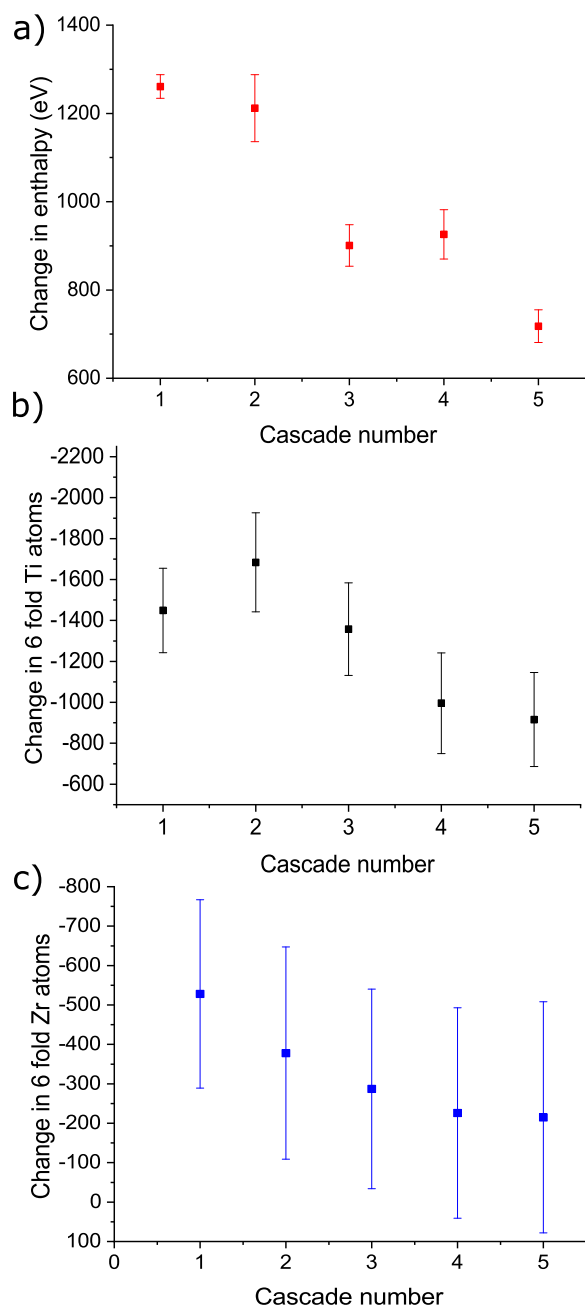 a)
Change in enthalpy (eV)
1400
1200
1000
800
600
1 2 3 4 5
Cascade number
b)
Change in 6 fold Ti atoms
-2200
-2000
-1800
-1600
-1400
-1200
-1000
-800
-600
1 2 3 4 5
Cascade number
c)
Change in 6 fold Zr atoms
-800
-700
-600
-500
-400
-300
-200
-100
0
100
0 1 2 3 4 5
Cascade number